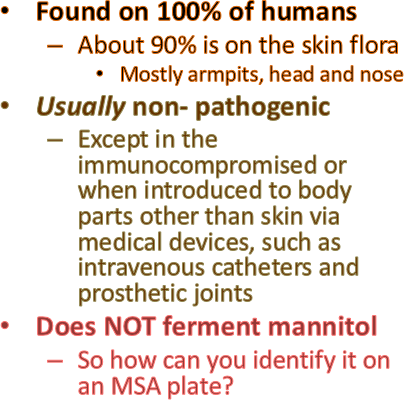 • Found on 100% of humans
– About 90% is on the skin flora
• Mostly armpits, head and nose
• Usually non- pathogenic
– Except in the
immunocompromised or
when introduced to body
parts other than skin via
medical devices, such as
intravenous catheters and
prosthetic joints
• Does NOT ferment mannitol
– So how can you identify it on
an MSA plate?